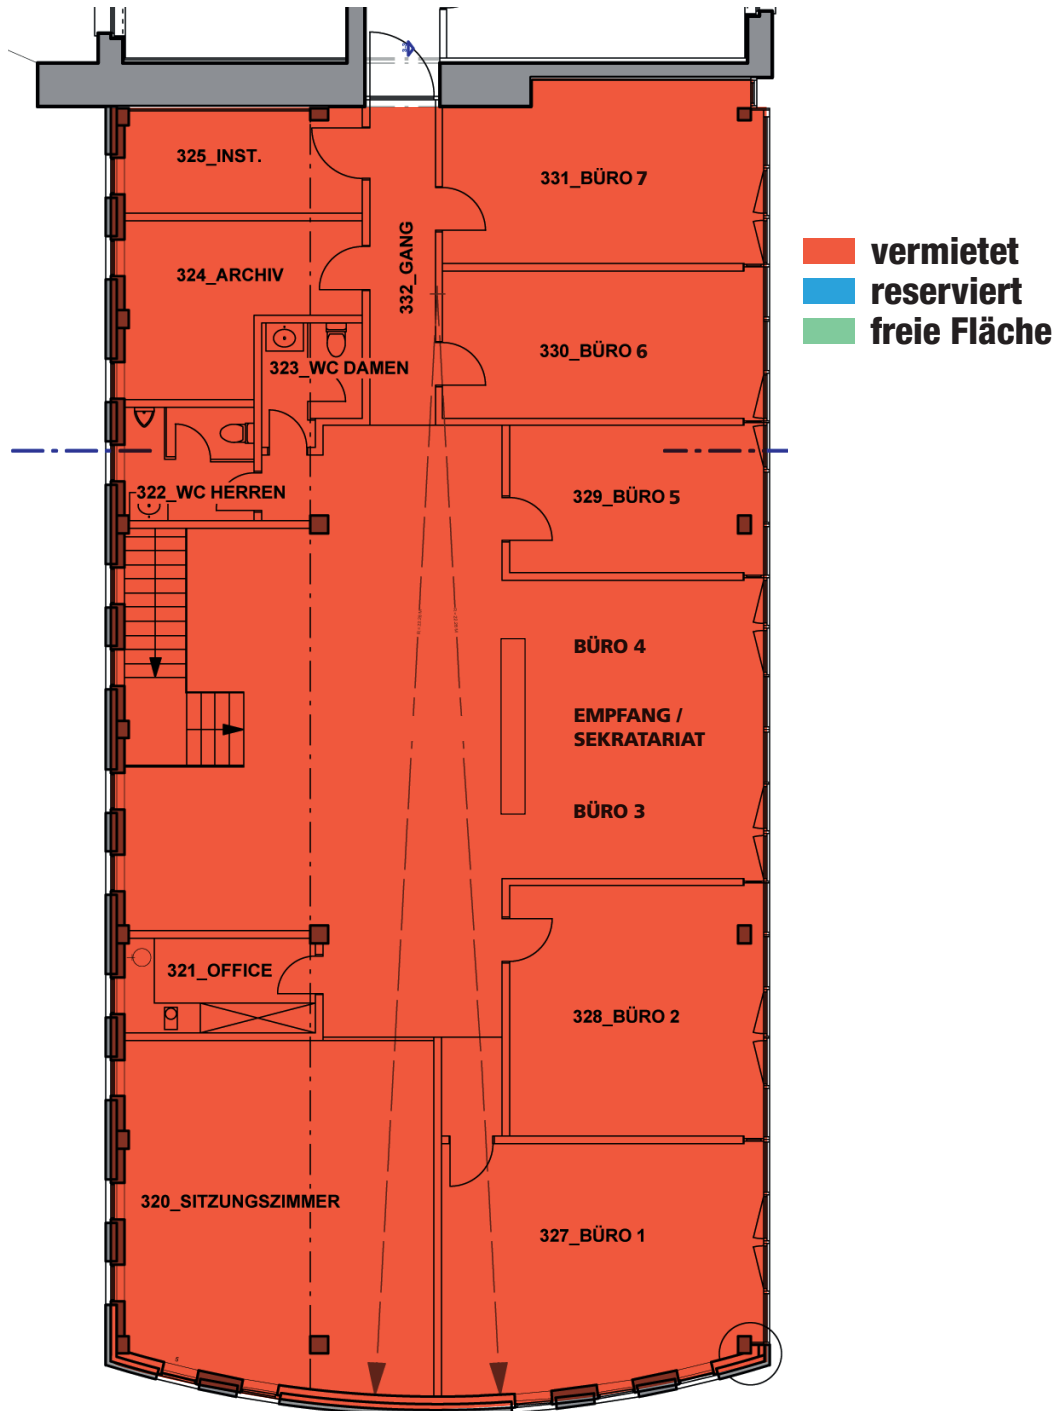 325_INST.
331_BÜRO 7
324_ARCHIV
332_GANG
vermietet
reserviert
freie Fläche
323_WC DAMEN
330_BÜRO 6
322_WC HERREN
329_BÜRO 5
BÜRO 4
EMPFANG /
SEKRATARIAT
BÜRO 3
321_OFFICE
328_BÜRO 2
320_SITZUNGSZIMMER
327_BÜRO 1